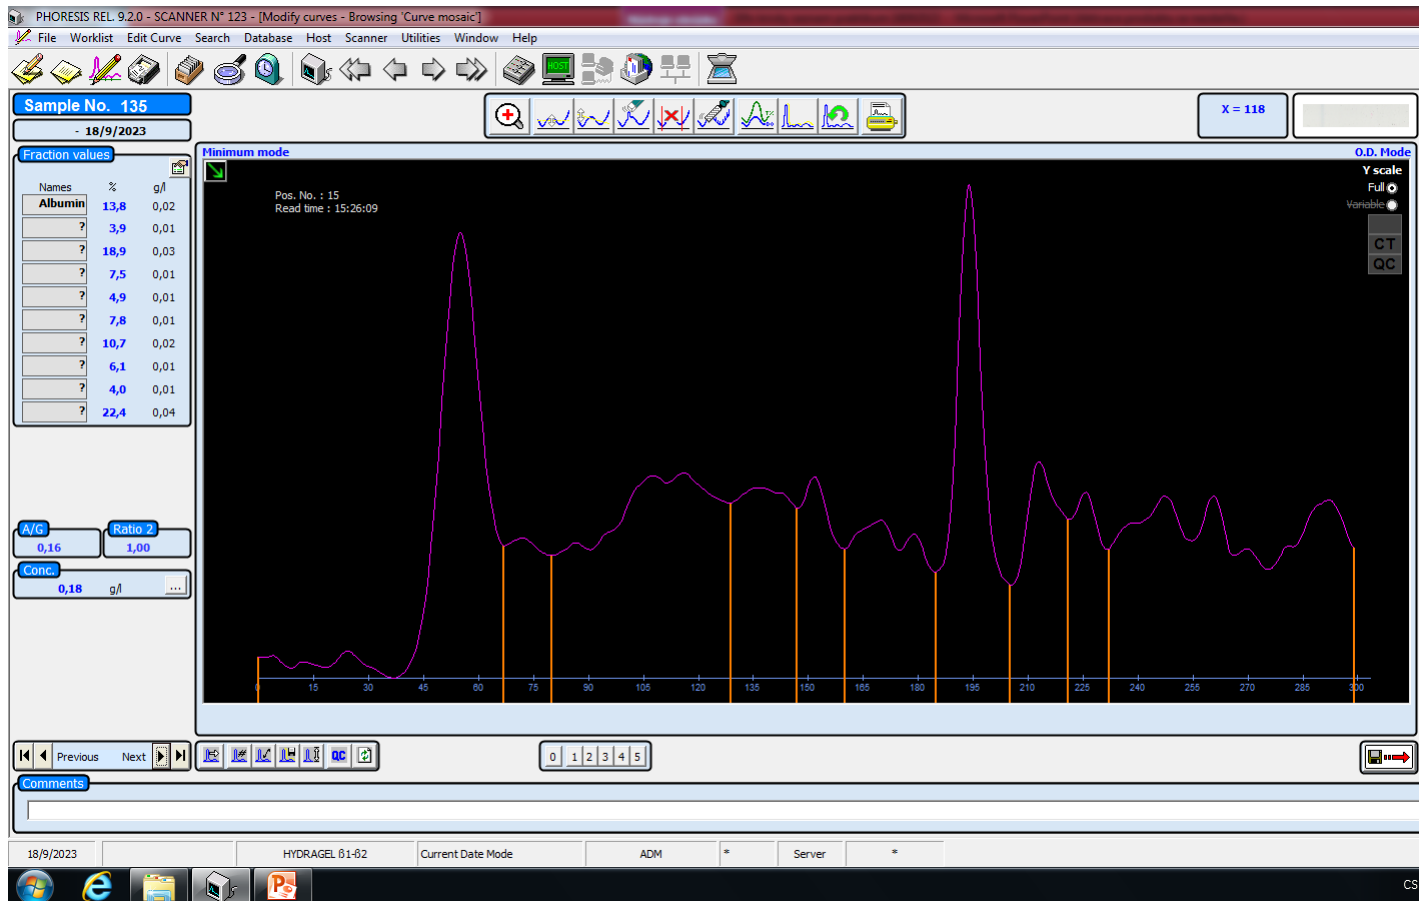 PHORESIS REL. 9.2.0 - SCANNER N° 123 - [Modify curves - Browsing 'Curve mosaic']
File Worklist Edit Curve Search Database Host Scanner Utilities Window Help
HOST
Sample No. 135
- 18/9/2023
X = 118
Fraction values
Names % g/l
Albumin 13,8 0,02
? 3,9 0,01
? 18,9 0,03
? 7,5 0,01
? 4,9 0,01
? 7,8 0,01
? 10,7 0,02
? 6,1 0,01
? 4,0 0,01
? 22,4 0,04
A/G
0,16
Ratio 2
1,00
Conc.
0,18 g/l ...
Minimum mode
O.D. Mode
Pos. No. : 15
Read time : 15:26:09
Y scale
Full
Variable
CT
QC
0 15 30 45 60 75 90 105 120 135 150 165 180 195 210 225 240 255 270 285 300
Previous Next
QC
0 1 2 3 4 5
Comments
18/9/2023 HYDRAGEL ß1-ß2 Current Date Mode ADM * Server *
CS